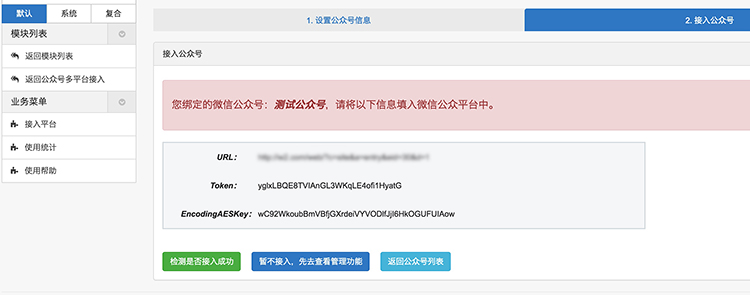 默认 系统 复合
模块列表
返回模块列表
返回公众号多平台接入
业务菜单
接入平台
使用统计
使用帮助
1. 设置公众号信息
2. 接入公众号
接入公众号
您绑定的微信公众号：测试公众号，请将以下信息填入微信公众平台中。
URL：
Token： yglxLBQE8TVIAnGL3WKqLE4ofi1HyatG
EncodingAESKey： wC92WkoubBmVBfjGXrdeiVYVODlfJjI6HkOGUFUIAow
检测是否接入成功 暂不接入，先去查看管理功能 返回公众号列表